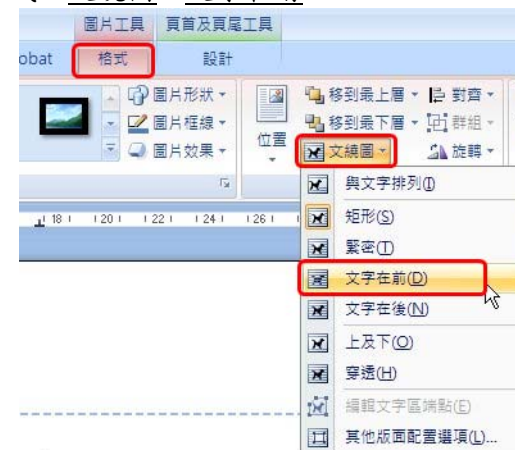 圖片工具 頁首及頁尾工具
obat 格式 設計
圖片形狀 移到最上層 對齊
圖片框線 移到最下層 群組
圖片效果 位置 文繞圖 旋轉
18 20 22 24 26
與文字排列(I)
矩形(S)
緊密(T)
文字在前(D)
文字在後(N)
上及下(O)
穿透(H)
編輯文字區端點(E)
其他版面配置選項(L)...